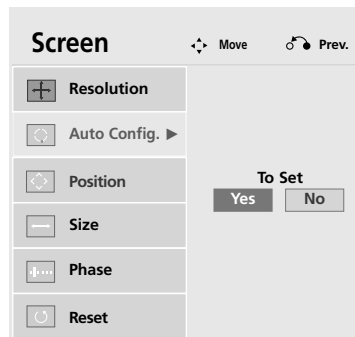 Screen
Move
Prev.
Resolution
Auto Config. ►
Position
Size
Phase
Reset
To Set
Yes No